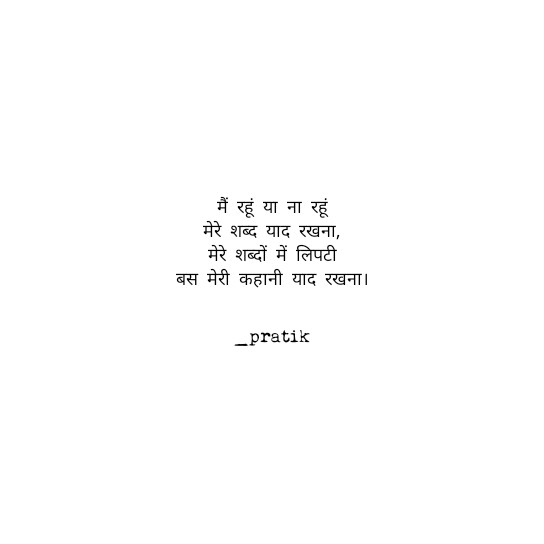 मैं रहूं या ना रहूं
मेरे शब्द याद रखना,
मेरे शब्दों में लिपटी
बस मेरी कहानी याद रखना।
_pratik